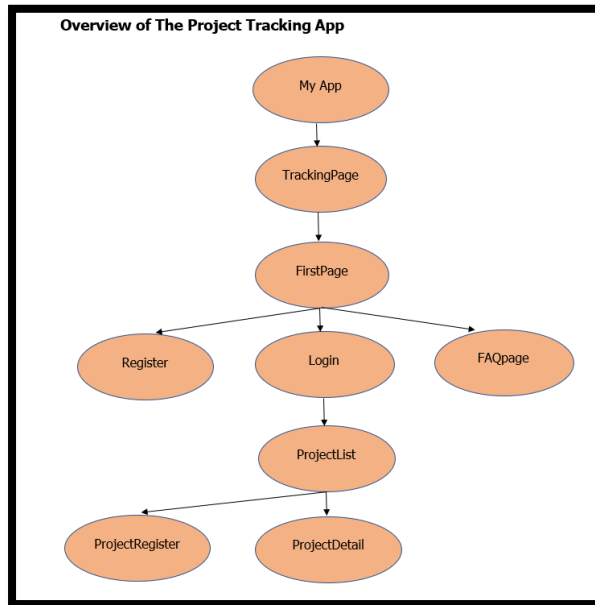 Overview of The Project Tracking App
My App
TrackingPage
FirstPage
Register
Login
FAQpage
ProjectList
ProjectRegister
ProjectDetail